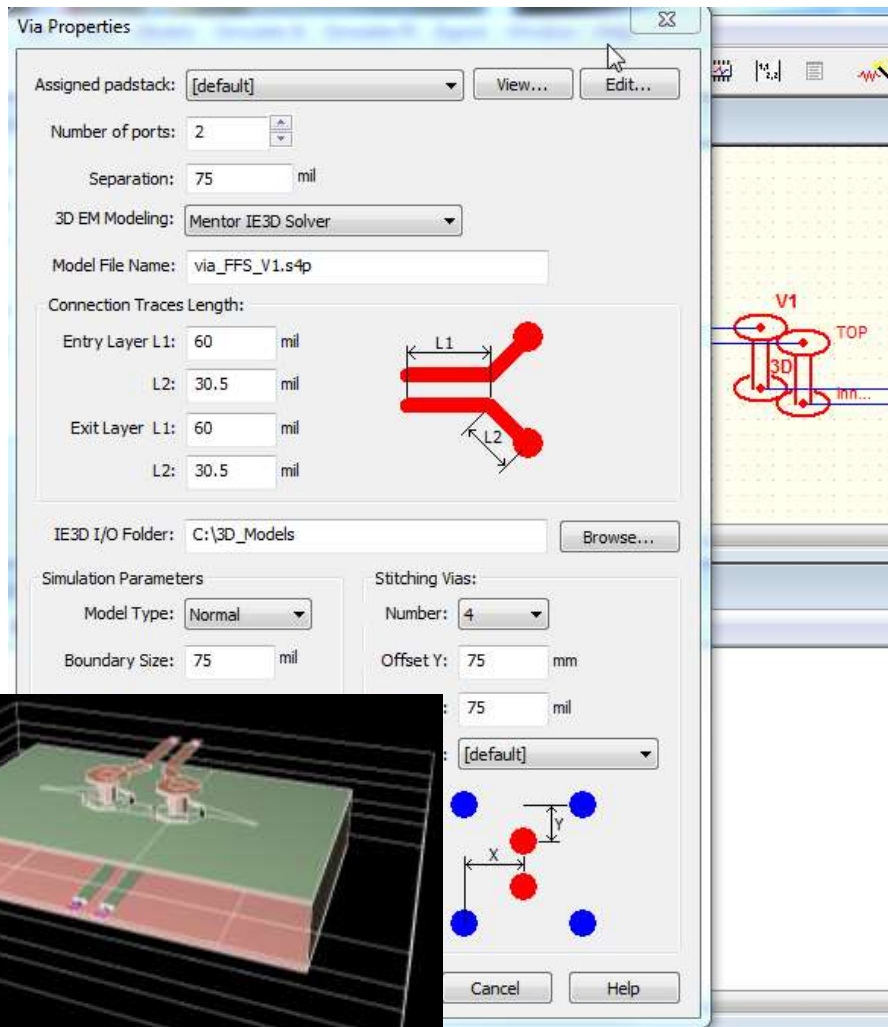 Via Properties
Assigned padstack: [default] View... Edit...
Number of ports: 2
Separation: 75 mil
3D EM Modeling: Mentor IE3D Solver
Model File Name: via_FFS_V1.s4p
Connection Traces Length:
Entry Layer L1: 60 mil
L1
L2: 30.5 mil
Exit Layer L1: 60 mil
L2
L2: 30.5 mil
IE3D I/O Folder: C:\3D_Models Browse...
Simulation Parameters
Model Type: Normal
Boundary Size: 75 mil
Stitching Vias:
Number: 4
Offset Y: 75 mm
: 75 mil
: [default]
Y
X
Cancel Help
V1
TOP
3D
Inn...